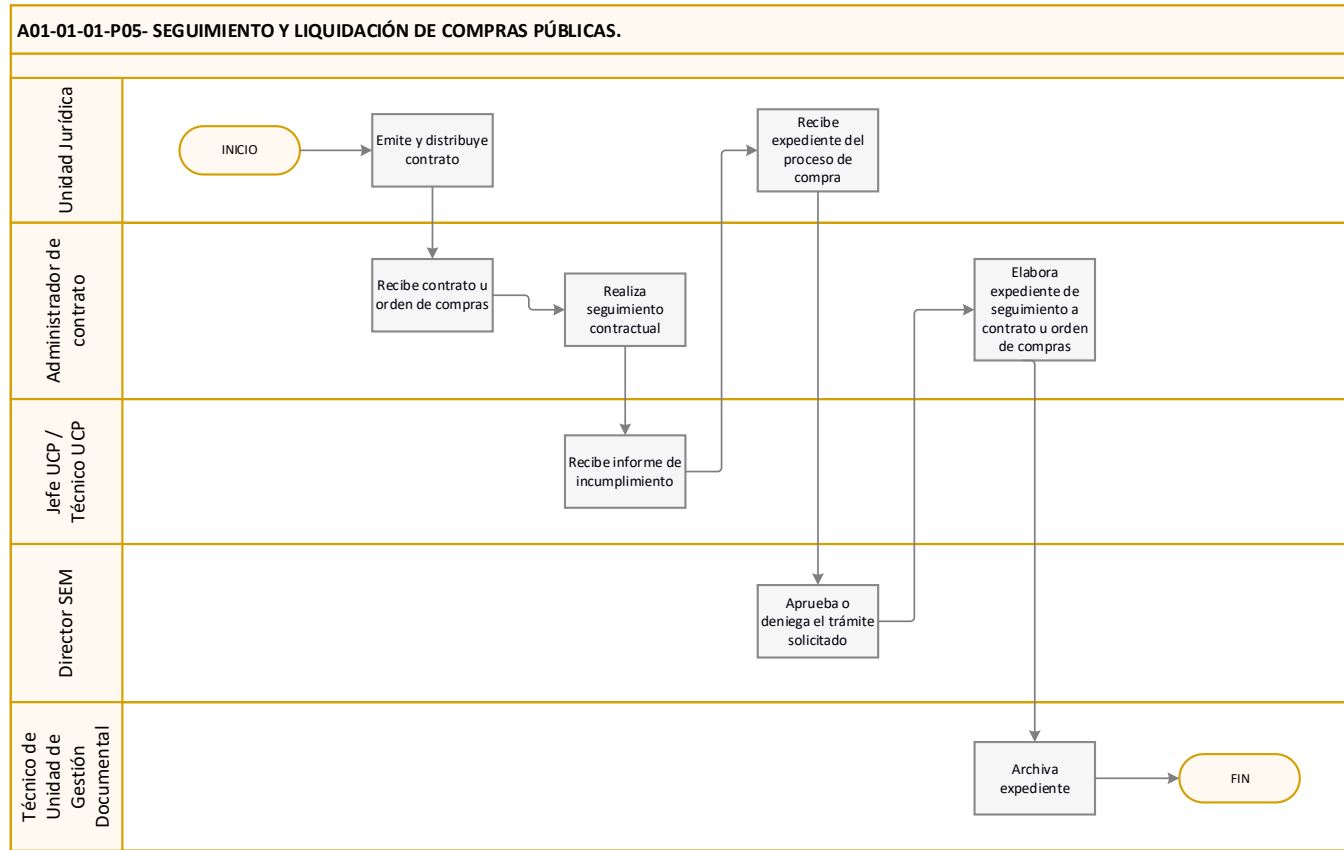 A01-01-01-P05- SEGUIMIENTO Y LIQUIDACIÓN DE COMPRAS PÚBLICAS.
Unidad Jurídica
INICIO
Emite y distribuye
contrato
Recibe
expediente del
proceso de
compra
Administrador de
contrato
Recibe contrato u
orden de compras
Realiza
seguimiento
contractual
Elabora
expediente de
seguimiento a
contrato u orden
de compras
Jefe UCP /
Técnico UCP
Recibe informe de
incumplimiento
Director SEM
Aprueba o
deniega el trámite
solicitado
Técnico de
Unidad de
Gestión
Documental
Archiva
expediente
FIN